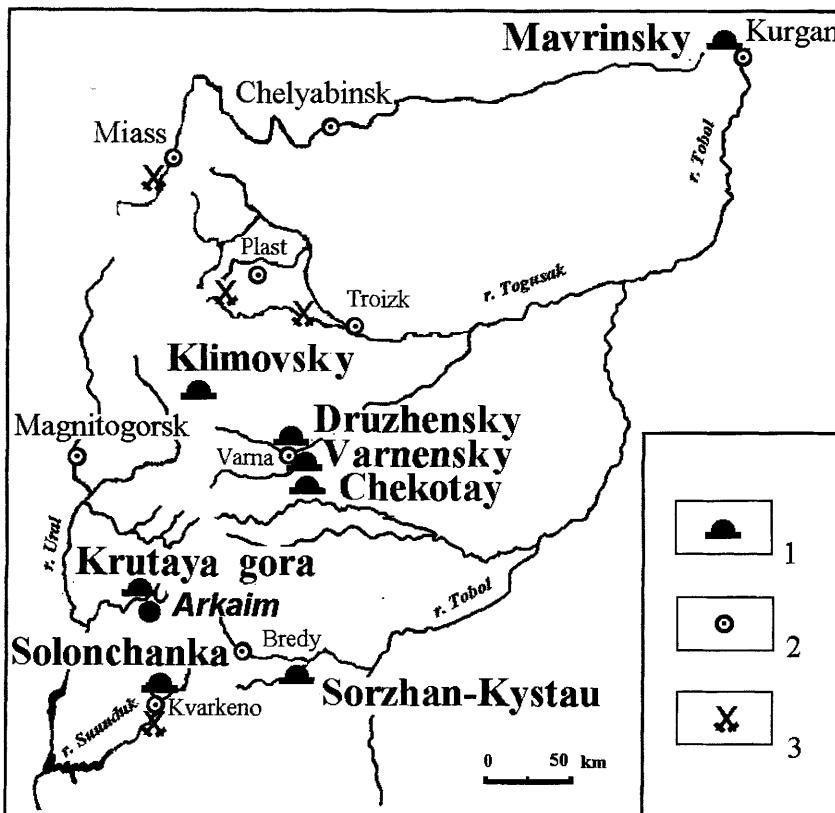 Mavrinsky
Kurgan
Chelyabinsk
Miass
r. Tobol
Plast
r. Togusak
Troizk
Klimovsky
Magnitogorsk
Druzhensky
Varna
Varnensky
Chekotay
r. Ural
Krutaya gora
Arkaim
r. Tobol
Bredy
Solonchanka
Sorzhan-Kystau
Kvarkeno
r. Suunduk
0 50 km
1
2
3